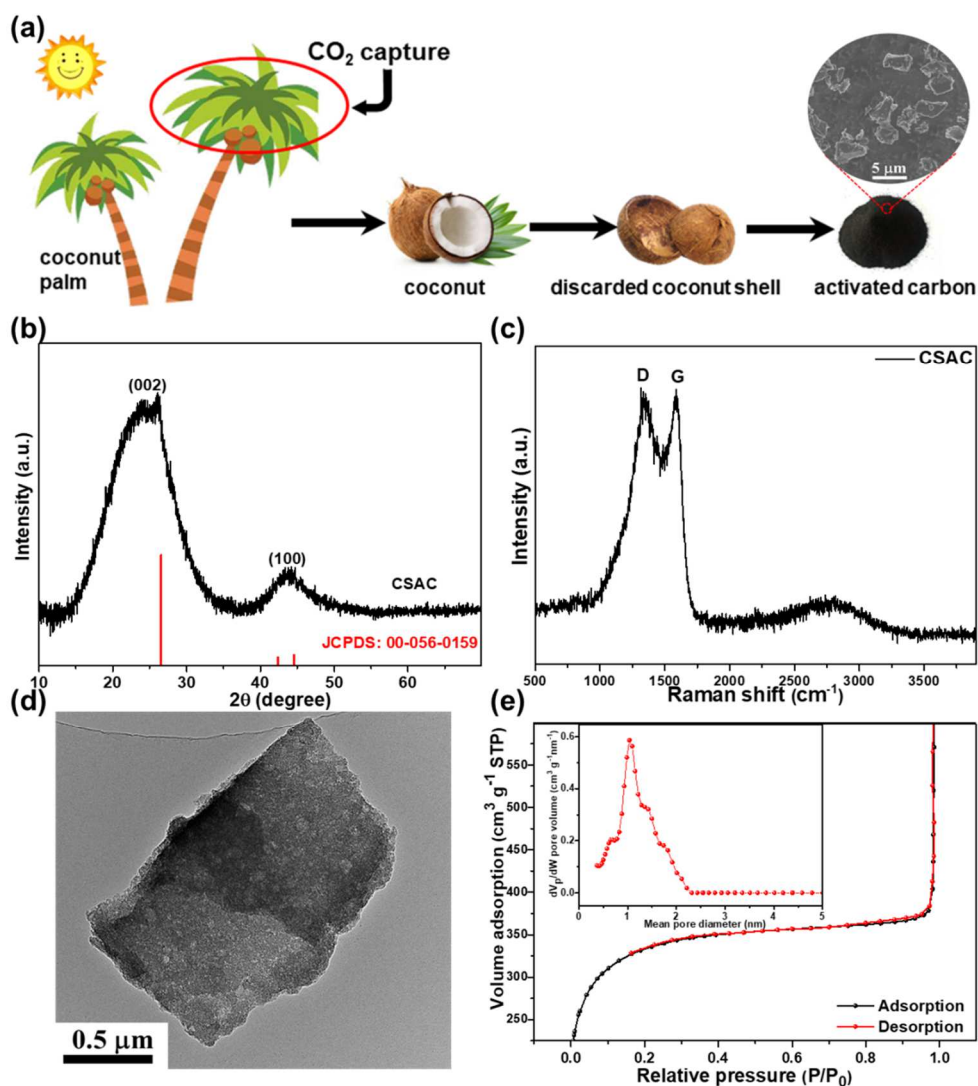 (a)
CO₂ capture
coconut
palm
5 μm
coconut
discarded coconut shell
activated carbon
(b)
Intensity (a.u.)
(002)
(100)
CSAC
JCPDS: 00-056-0159
10 20 30 40 50 60
2θ (degree)
(c)
Intensity (a.u.)
D G
CSAC
500 1000 1500 2000 2500 3000 3500
Raman shift (cm⁻¹)
(d)
0.5 μm
(e)
Volume adsorption (cm³ g⁻¹ STP)
550
500
450
400
350
300
250
dVₚ/dW pore volume (cm³ g⁻¹nm⁻¹)
0.6
0.4
0.2
0.0
0 1 2 3 4 5
Mean pore diameter (nm)
Adsorption
Desorption
0.0 0.2 0.4 0.6 0.8 1.0
Relative pressure (P/P₀)